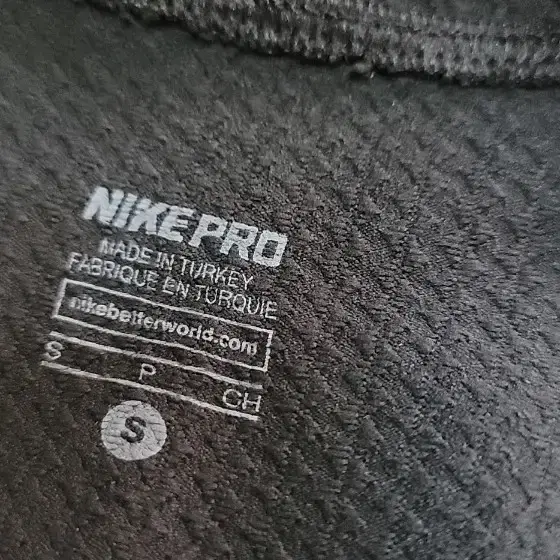 NIKE PRO
MADE IN TURKEY
FABRIQUE EN TURQUIE
nikebetterworld.com
S P CH
S